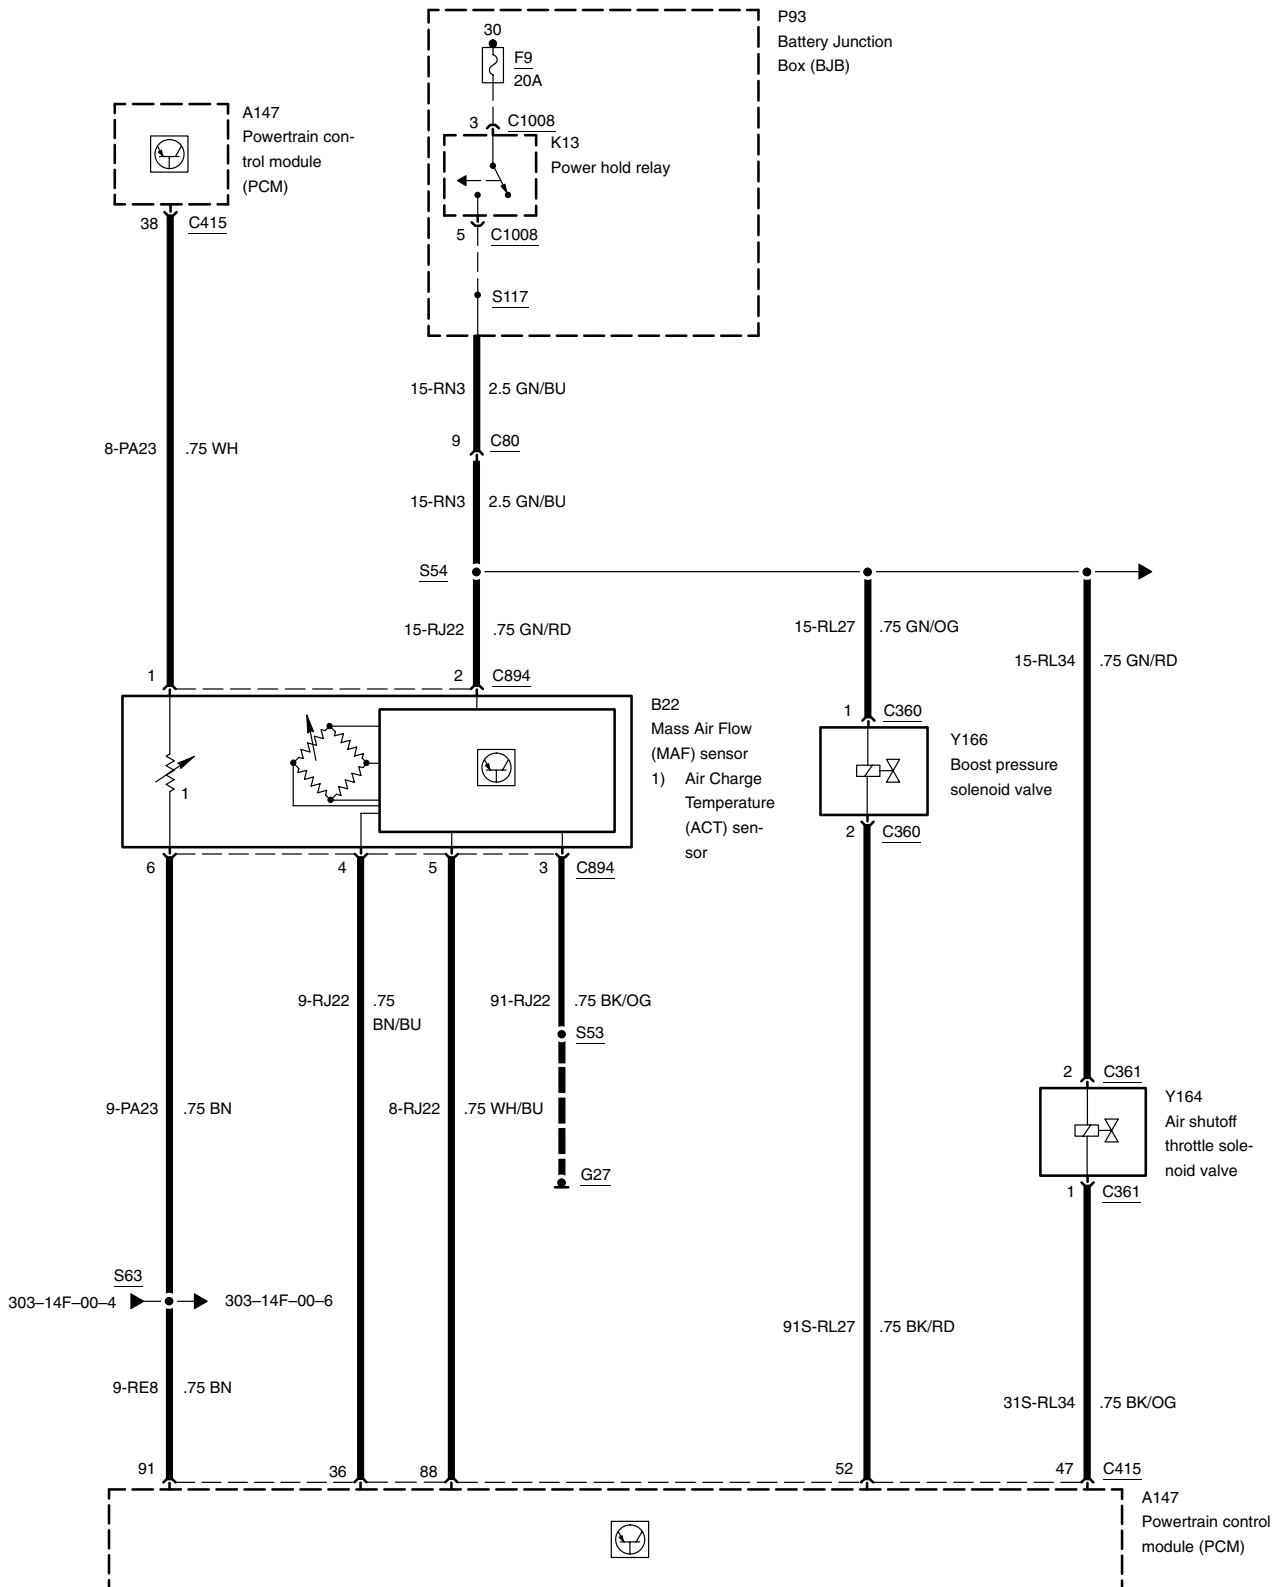 P93
Battery Junction
Box (BJB)
30
F9
20A
3 C1008
K13
Power hold relay
5 C1008
S117
A147
Powertrain con-
trol module
(PCM)
38 C415
15-RN3 2.5 GN/BU
8-PA23 .75 WH
9 C80
15-RN3 2.5 GN/BU
S54
15-RJ22 .75 GN/RD
15-RL27 .75 GN/OG
15-RL34 .75 GN/RD
1 2 C894
B22
Mass Air Flow
(MAF) sensor
1) Air Charge
Temperature
(ACT) sen-
sor
1
1 C360
Y166
Boost pressure
solenoid valve
2 C360
6 4 5 3 C894
9-RJ22 .75
BN/BU
91-RJ22 .75 BK/OG
S53
2 C361
Y164
Air shutoff
throttle sole-
noid valve
1 C361
9-PA23 .75 BN
8-RJ22 .75 WH/BU
G27
S63
303–14F–00–4 303–14F–00–6
91S-RL27 .75 BK/RD
9-RE8 .75 BN
31S-RL34 .75 BK/OG
91 36 88 52 47 C415
A147
Powertrain control
module (PCM)